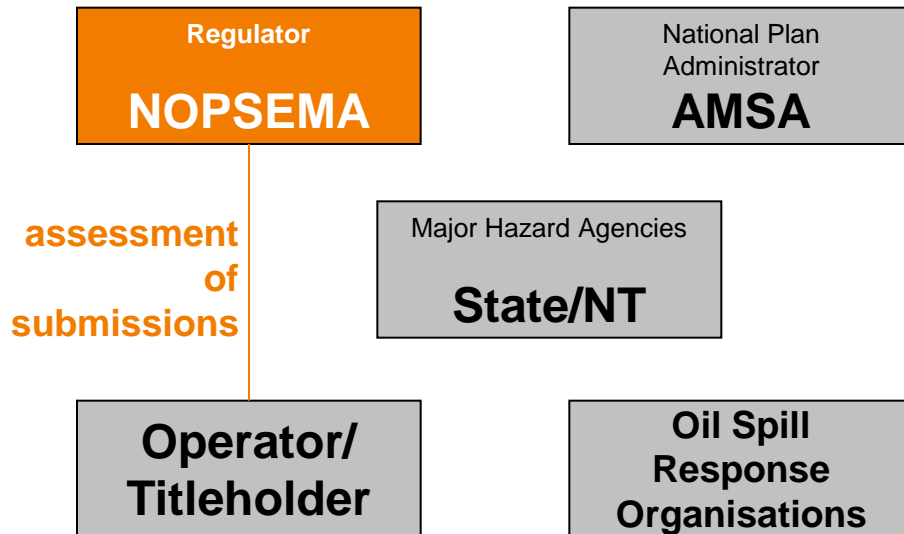 Regulator
NOPSEMA
National Plan
Administrator
AMSA
assessment
of
submissions
Major Hazard Agencies
State/NT
Operator/
Titleholder
Oil Spill
Response
Organisations